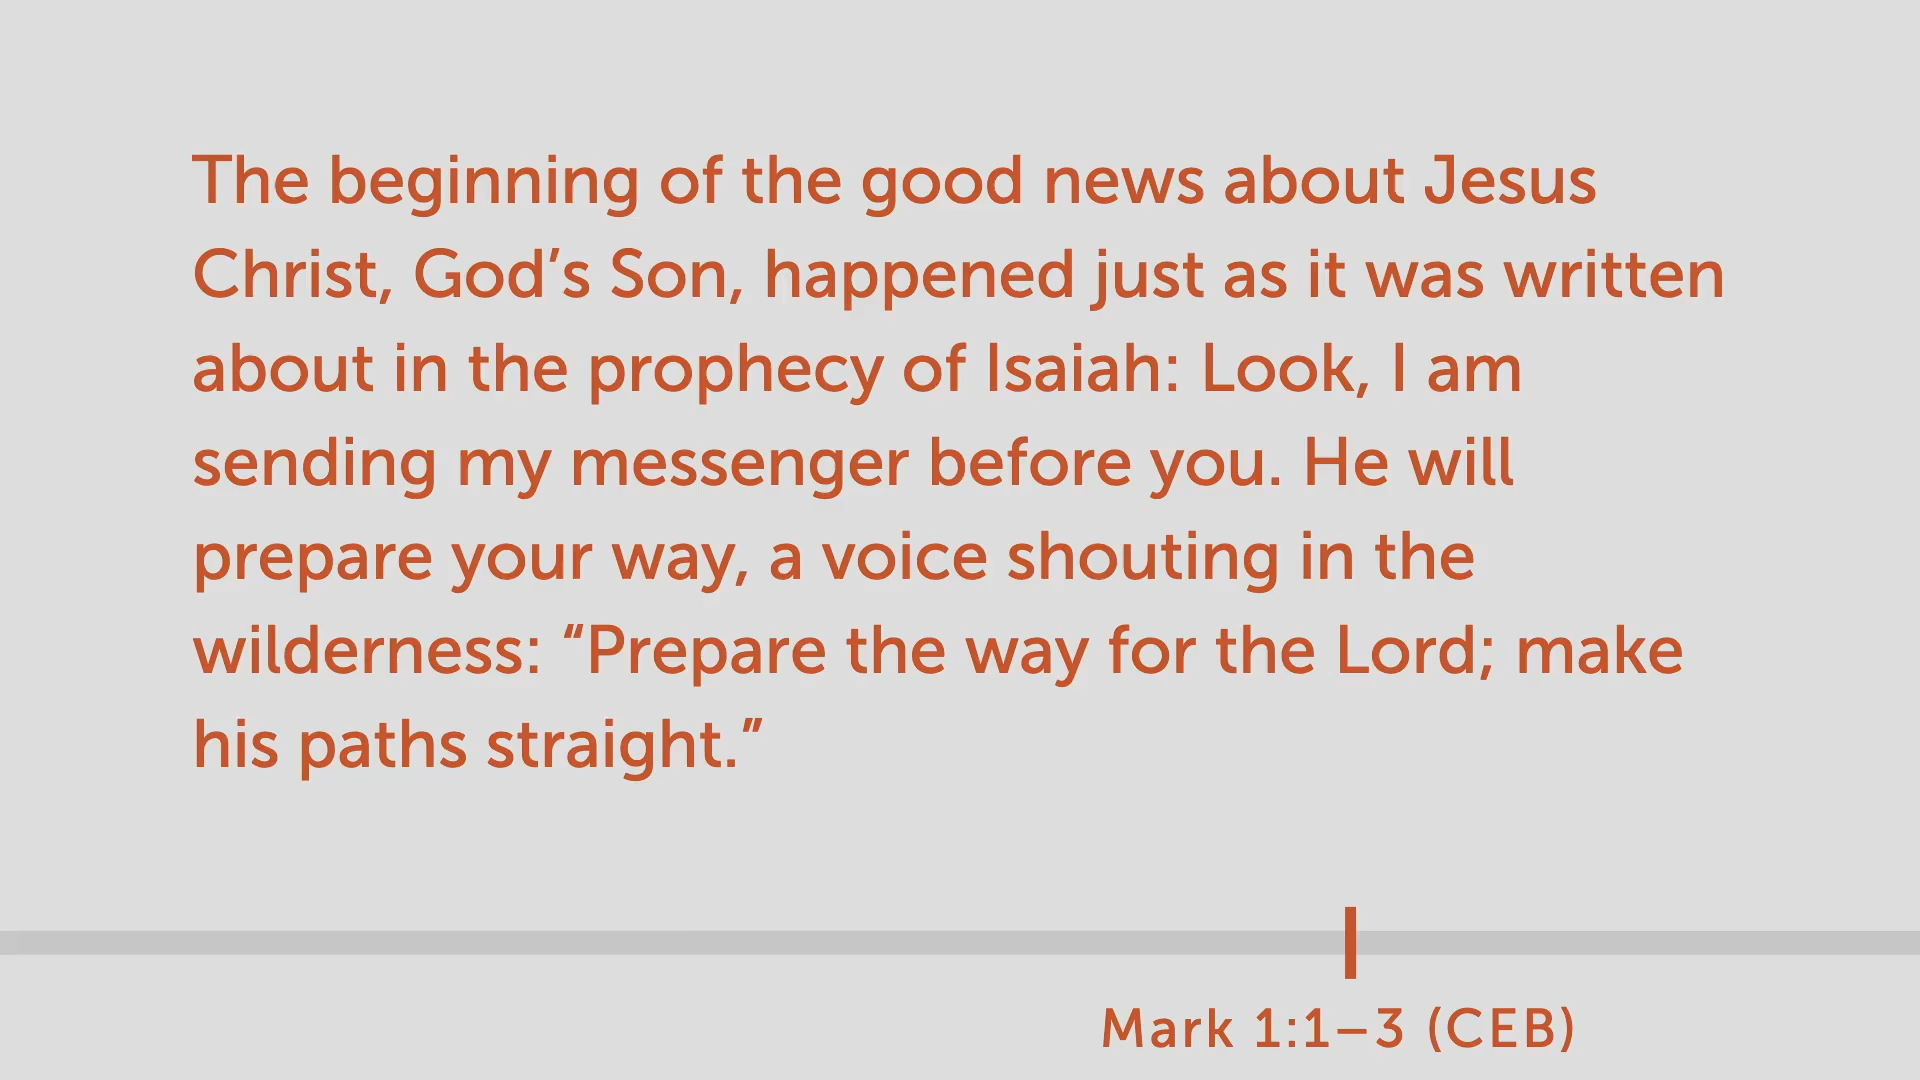 The beginning of the good news about Jesus
Christ, God’s Son, happened just as it was written
about in the prophecy of Isaiah: Look, I am
sending my messenger before you. He will
prepare your way, a voice shouting in the
wilderness: “Prepare the way for the Lord; make
his paths straight.”
Mark 1:1–3 (CEB)